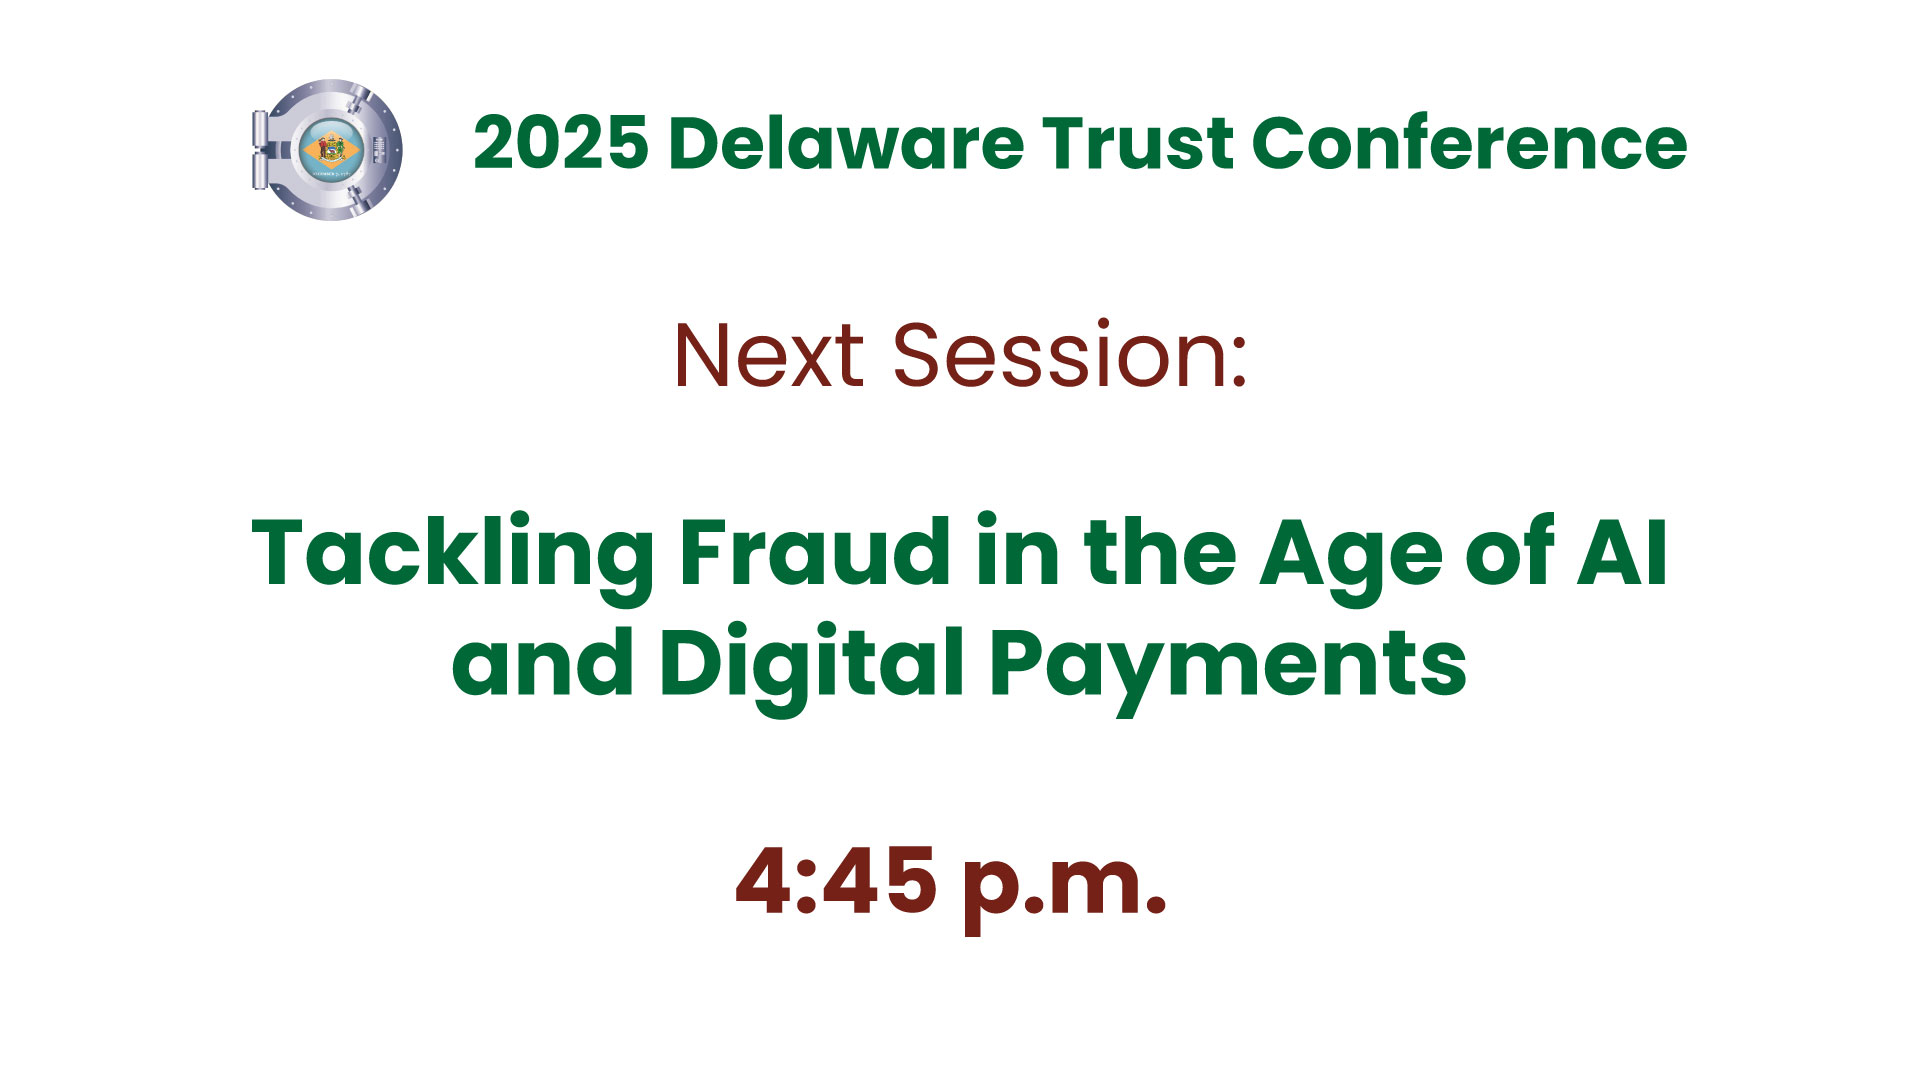 2025 Delaware Trust Conference
Next Session:
Tackling Fraud in the Age of AI
and Digital Payments
4:45 p.m.